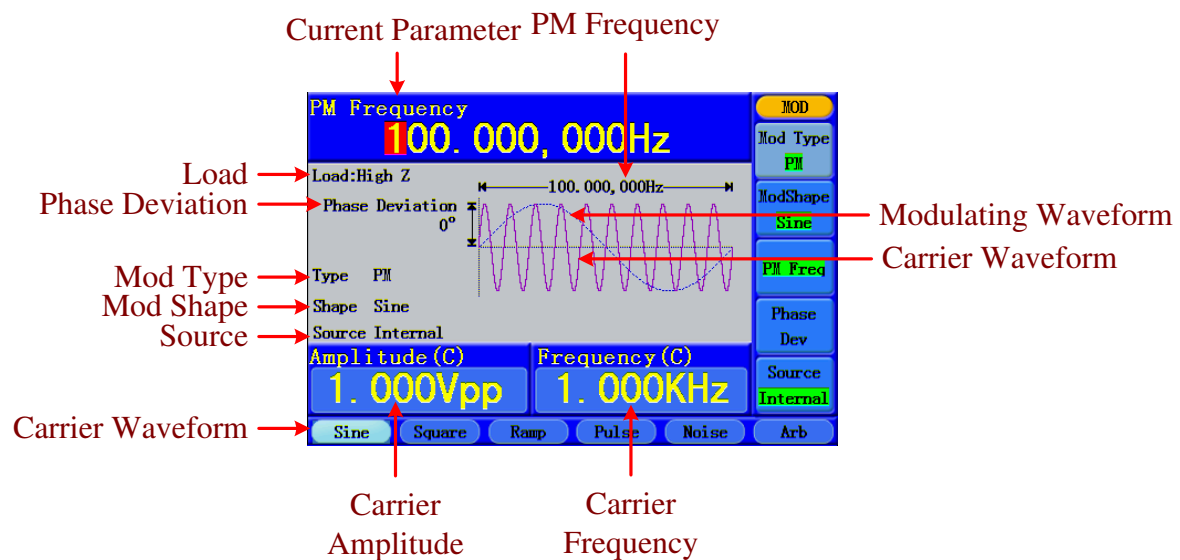 Current Parameter
PM Frequency
PM Frequency
100.000,000Hz
MOD
Mod Type
PM
Load
Load:High Z
100.000,000Hz
ModShape
Sine
Phase Deviation
Phase Deviation
0°
Modulating Waveform
Carrier Waveform
PM Freq
Mod Type
Type PM
Mod Shape
Shape Sine
Phase
Dev
Source
Source Internal
Amplitude(C)
Frequency(C)
Source
Internal
1.000Vpp
1.000KHz
Carrier Waveform
Sine
Square
Ramp
Pulse
Noise
Arb
Carrier
Amplitude
Carrier
Frequency